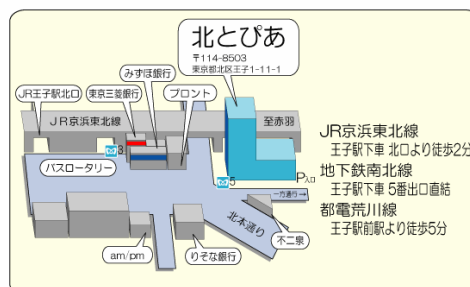 北とぴあ
〒114-8503
東京都北区王子1-11-1
みずほ銀行
JR王子駅北口
東京三菱銀行
プロント
JR京浜東北線
至赤羽
3
バスロータリー
5
P入口
一方通行→
北本通り
不二泉
am/pm
りそな銀行
JR京浜東北線
王子駅下車 北口より徒歩2分
地下鉄南北線
王子駅下車 5番出口直結
都電荒川線
王子駅前駅より徒歩5分